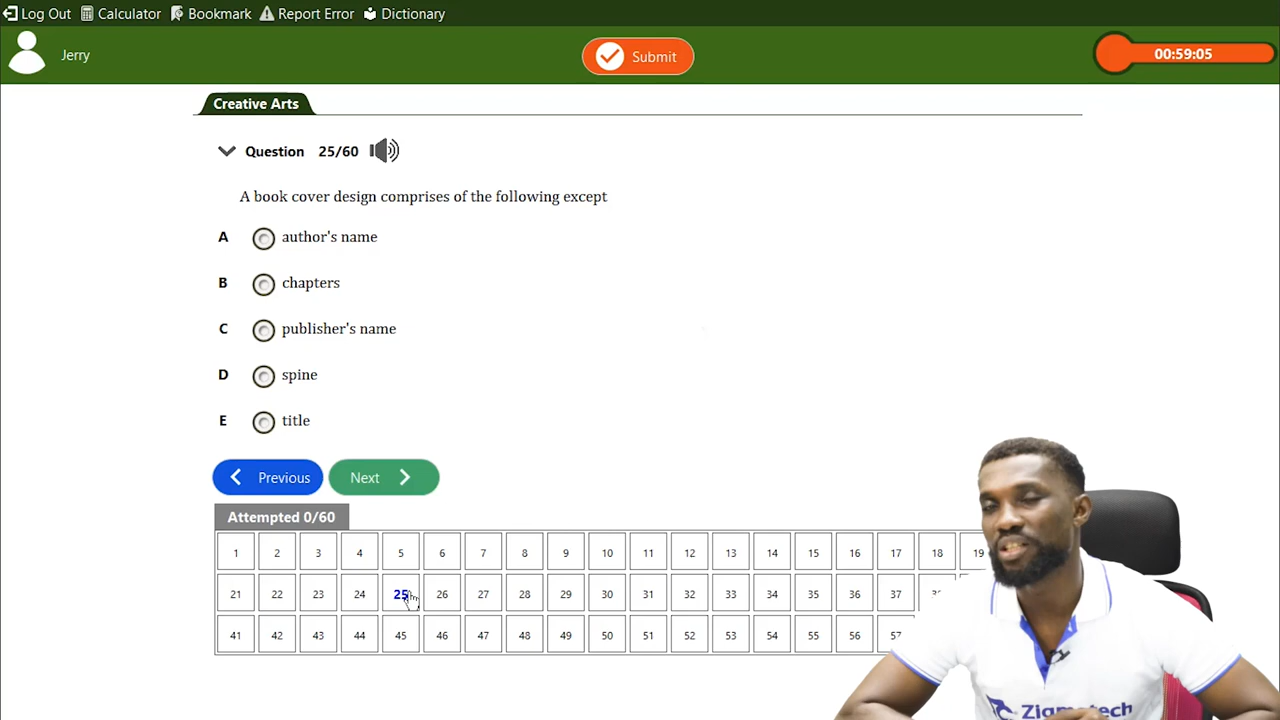 Log Out Calculator Bookmark Report Error Dictionary
Jerry Submit 00:59:05
Creative Arts
Question 25/60
A book cover design comprises of the following except
A author's name
B chapters
C publisher's name
D spine
E title
Previous Next
Attempted 0/60
1 2 3 4 5 6 7 8 9 10 11 12 13 14 15 16 17 18 19
21 22 23 24 25 26 27 28 29 30 31 32 33 34 35 36 37
41 42 43 44 45 46 47 48 49 50 51 52 53 54 55 56 57